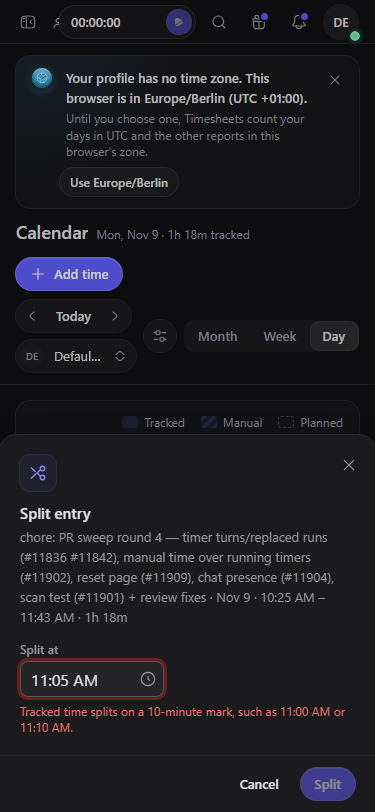 00:00:00
DE
Your profile has no time zone. This
browser is in Europe/Berlin (UTC +01:00).
Until you choose one, Timesheets count your
days in UTC and the other reports in this
browser's zone.
Use Europe/Berlin
Calendar Mon, Nov 9 · 1h 18m tracked
Add time
Today
DE Defaul...
Month Week Day
Tracked Manual Planned
Split entry
chore: PR sweep round 4 — timer turns/replaced runs
(#11836 #11842), manual time over running timers
(#11902), reset page (#11909), chat presence (#11904),
scan test (#11901) + review fixes · Nov 9 · 10:25 AM –
11:43 AM · 1h 18m
Split at
11:05 AM
Tracked time splits on a 10-minute mark, such as 11:00 AM or
11:10 AM.
Cancel Split